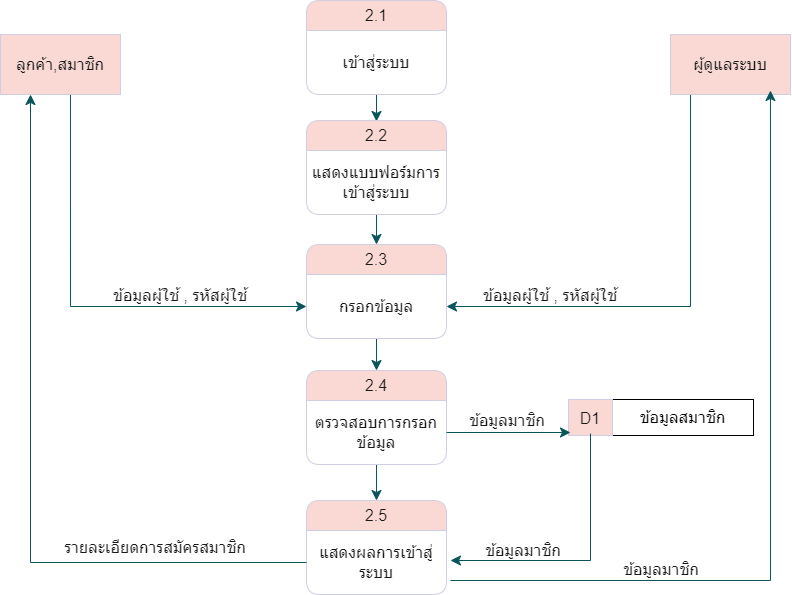 2.1
ลูกค้า,สมาชิก
เข้าสู่ระบบ
ผู้ดูแลระบบ
2.2
แสดงแบบฟอร์มการ
เข้าสู่ระบบ
2.3
ข้อมูลผู้ใช้ , รหัสผู้ใช้
กรอกข้อมูล
ข้อมูลผู้ใช้ , รหัสผู้ใช้
2.4
ตรวจสอบการกรอก
ข้อมูล
ข้อมูมาชิก
D1
ข้อมูลสมาชิก
2.5
รายละเอียดการสมัครสมาชิก
แสดงผลการเข้าสู่
ระบบ
ข้อมูมาชิก
ข้อมูมาชิก